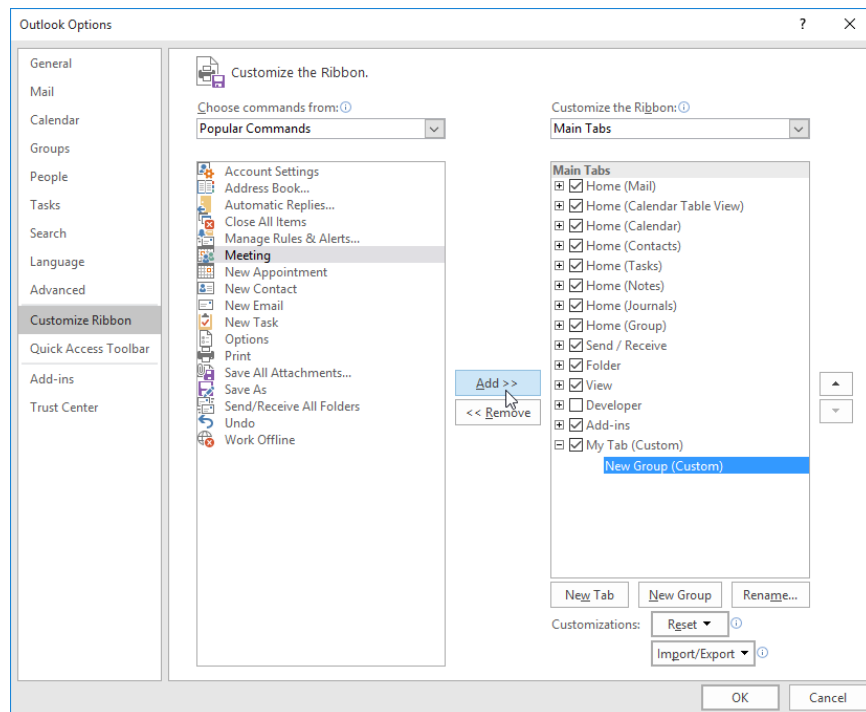 Outlook Options
?
General
Mail
Calendar
Groups
People
Tasks
Search
Language
Advanced
Customize Ribbon
Quick Access Toolbar
Add-ins
Trust Center
Customize the Ribbon.
Choose commands from:
Popular Commands
Account Settings
Address Book...
Automatic Replies...
Close All Items
Manage Rules & Alerts...
Meeting
New Appointment
New Contact
New Email
New Task
Options
Print
Save All Attachments...
Save As
Send/Receive All Folders
Undo
Work Offline
Add >>
<< Remove
Customize the Ribbon:
Main Tabs
Main Tabs
Home (Mail)
Home (Calendar Table View)
Home (Calendar)
Home (Contacts)
Home (Tasks)
Home (Notes)
Home (Journals)
Home (Group)
Send / Receive
Folder
View
Developer
Add-ins
My Tab (Custom)
New Group (Custom)
New Tab New Group Rename...
Customizations: Reset
Import/Export
OK Cancel